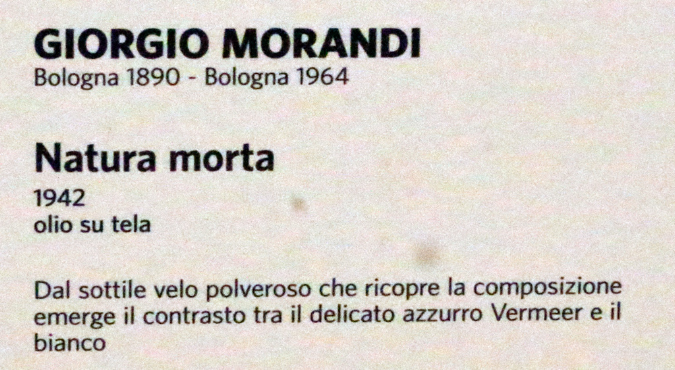 GIORGIO MORANDI
Bologna 1890 - Bologna 1964
Natura morta
1942
olio su tela
Dal sottile velo polveroso che ricopre la composizione
emerge il contrasto tra il delicato azzurro Vermeer e il
bianco